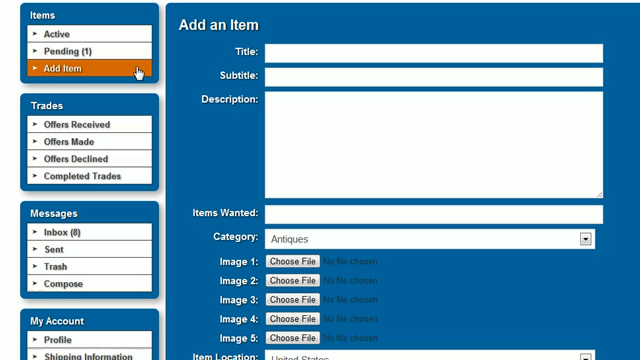 Items
Active
Pending (1)
Add Item
Trades
Offers Received
Offers Made
Offers Declined
Completed Trades
Messages
Inbox (8)
Sent
Trash
Compose
My Account
Profile
Shipping Information
Add an Item
Title:
Subtitle:
Description:
Items Wanted:
Category: Antiques
Image 1: Choose File No file chosen
Image 2: Choose File No file chosen
Image 3: Choose File No file chosen
Image 4: Choose File No file chosen
Image 5: Choose File No file chosen
Item Location: United States